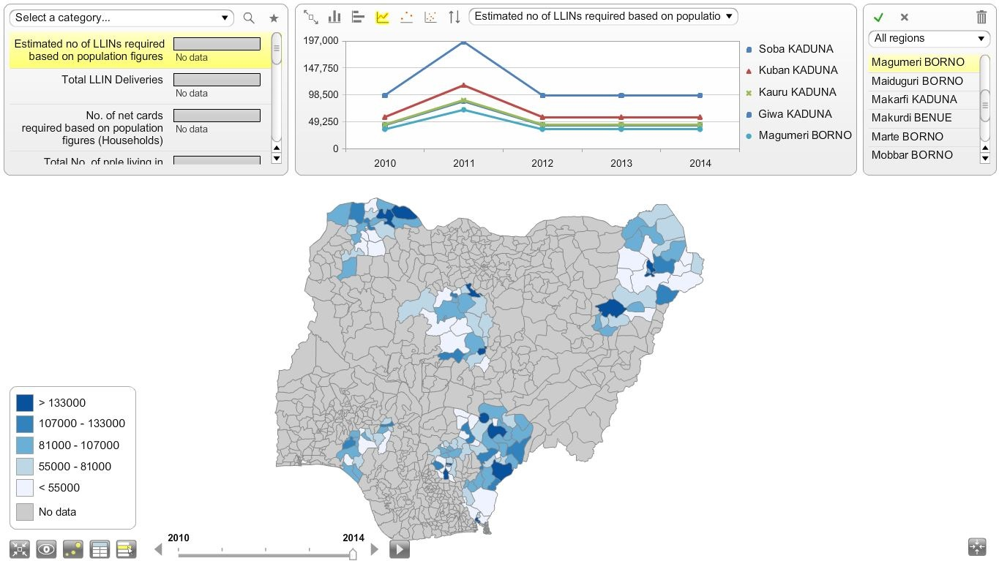 Select a category...
Estimated no of LLINs required
based on population figures
No data
Total LLIN Deliveries
No data
No. of net cards
required based on population
figures (Households)
No data
Total No. of pple living in
Estimated no of LLINs required based on populatio
197,000
147,750
98,500
49,250
0
2010
2011
2012
2013
2014
Soba KADUNA
Kuban KADUNA
Kauru KADUNA
Giwa KADUNA
Magumeri BORNO
All regions
Magumeri BORNO
Maiduguri BORNO
Makarfi KADUNA
Makurdi BENUE
Marte BORNO
Mobbar BORNO
> 133000
107000 - 133000
81000 - 107000
55000 - 81000
< 55000
No data
2010
2014